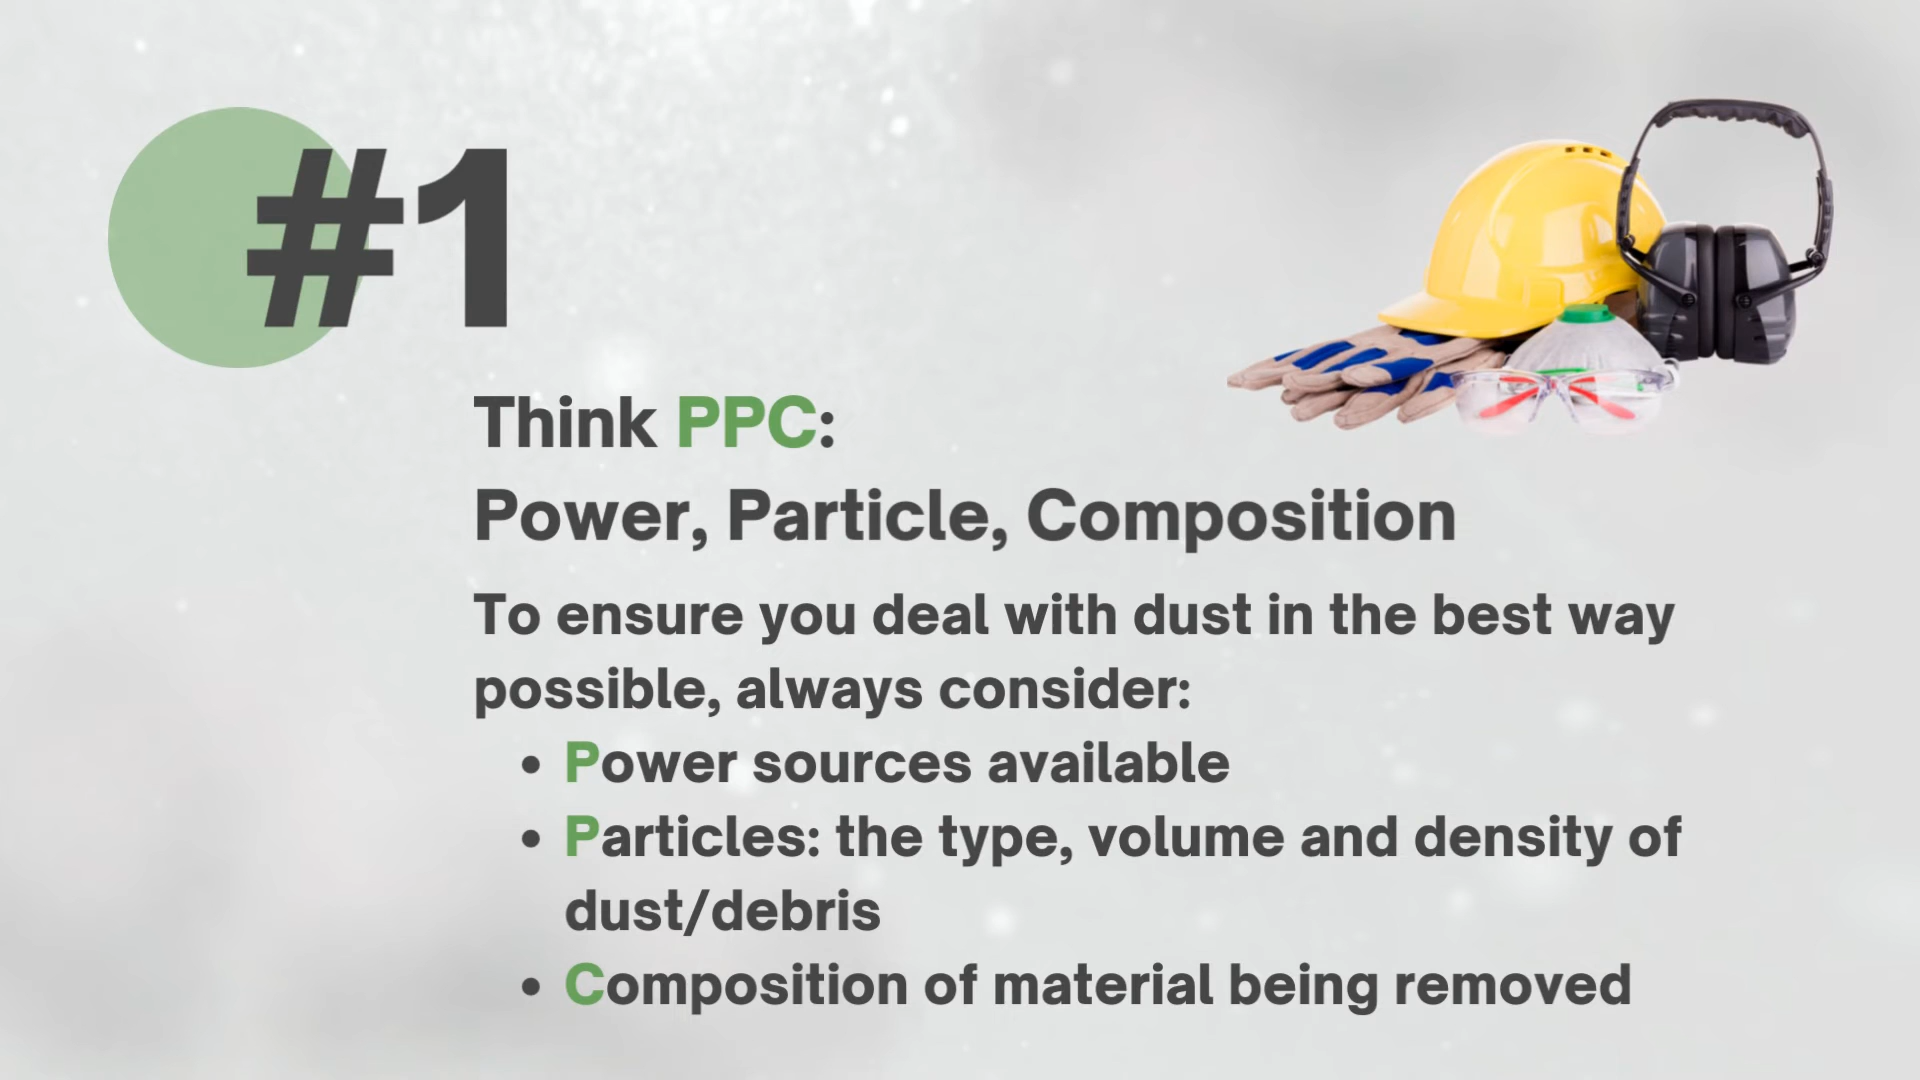 #1
Think PPC:
Power, Particle, Composition
To ensure you deal with dust in the best way
possible, always consider:
• Power sources available
• Particles: the type, volume and density of
dust/debris
• Composition of material being removed